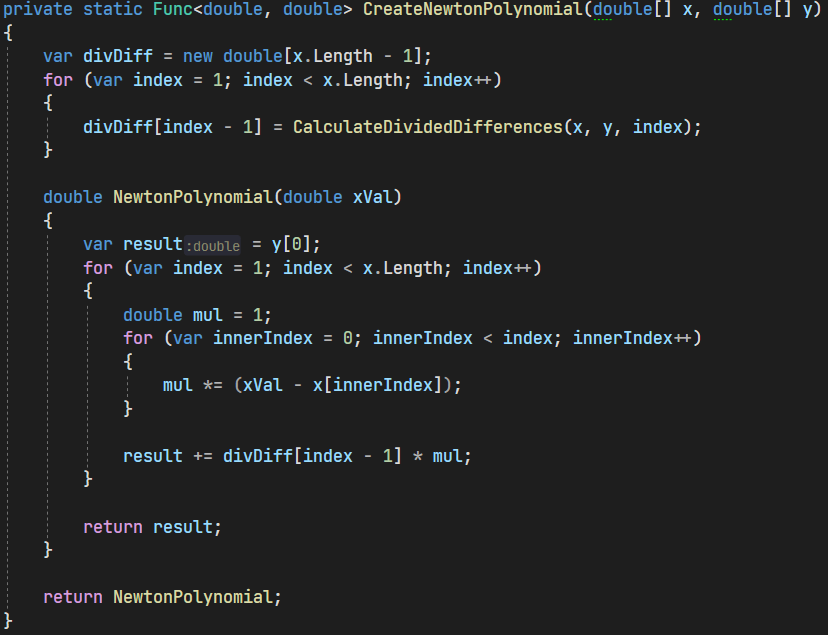 private static Func<double, double> CreateNewtonPolynomial(double[] x, double[] y)
{
    var divDiff = new double[x.Length - 1];
    for (var index = 1; index < x.Length; index++)
    {
        divDiff[index - 1] = CalculateDividedDifferences(x, y, index);
    }

    double NewtonPolynomial(double xVal)
    {
        var result:double = y[0];
        for (var index = 1; index < x.Length; index++)
        {
            double mul = 1;
            for (var innerIndex = 0; innerIndex < index; innerIndex++)
            {
                mul *= (xVal - x[innerIndex]);
            }

            result += divDiff[index - 1] * mul;
        }

        return result;
    }

    return NewtonPolynomial;
}